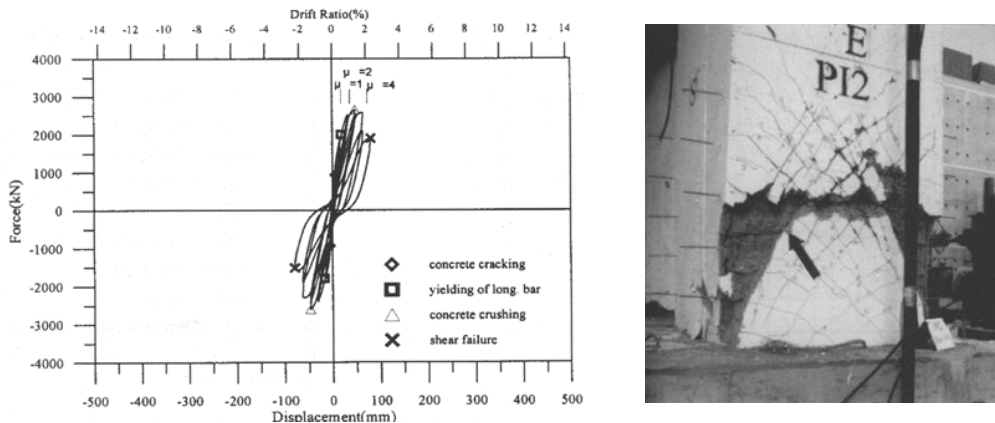 Drift Ratio(%)
-14 -12 -10 -8 -6 -4 -2 0 2 4 6 8 10 12 14
4000
μ =2
μ =1 μ =4
3000
2000
1000
0
-1000
-2000
-3000
-4000
Force(kN)
concrete cracking
yielding of long. bar
concrete crushing
shear failure
-500 -400 -300 -200 -100 0 100 200 300 400 500
Displacement(mm)
E
PI2